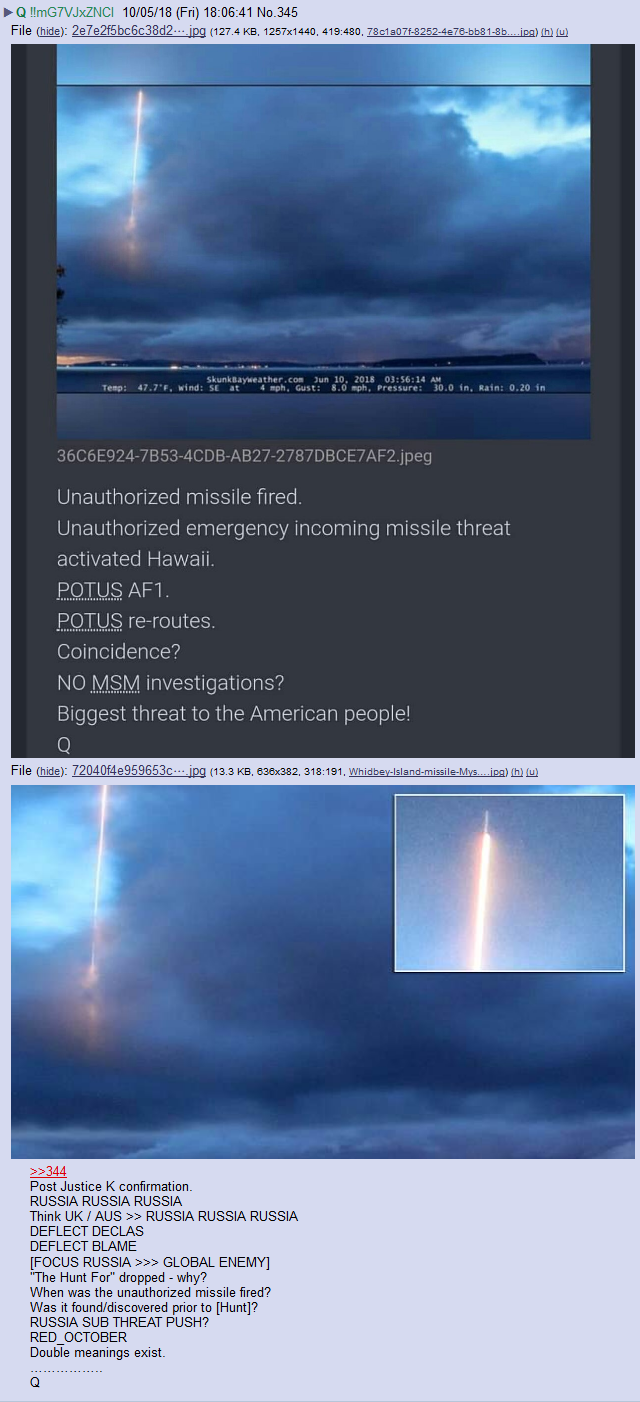 Q !!mG7VJxZNCI 10/05/18 (Fri) 18:06:41 No.345
File (hide): 2e7e2f5bc6c38d2⋯.jpg (127.4 KB, 1257x1440, 419:480, 78c1a07f-8252-4e76-bb81-8b….jpg) (h) (u)
SkunkBayWeather.com Jun 10, 2018 03:56:14 AM
Temp: 47.7°F, Wind: SE at 4 mph, Gust: 8.0 mph, Pressure: 30.0 in, Rain: 0.20 in
36C6E924-7B53-4CDB-AB27-2787DBCE7AF2.jpeg
Unauthorized missile fired.
Unauthorized emergency incoming missile threat
activated Hawaii.
POTUS AF1.
POTUS re-routes.
Coincidence?
NO MSM investigations?
Biggest threat to the American people!
Q
File (hide): 72040f4e959653c⋯.jpg (13.3 KB, 636x382, 318:191, Whidbey-Island-missile-Mys….jpg) (h) (u)
>>344
Post Justice K confirmation.
RUSSIA RUSSIA RUSSIA
Think UK / AUS >> RUSSIA RUSSIA RUSSIA
DEFLECT DECLAS
DEFLECT BLAME
[FOCUS RUSSIA >>> GLOBAL ENEMY]
"The Hunt For" dropped - why?
When was the unauthorized missile fired?
Was it found/discovered prior to [Hunt]?
RUSSIA SUB THREAT PUSH?
RED_OCTOBER
Double meanings exist.
……………..
Q